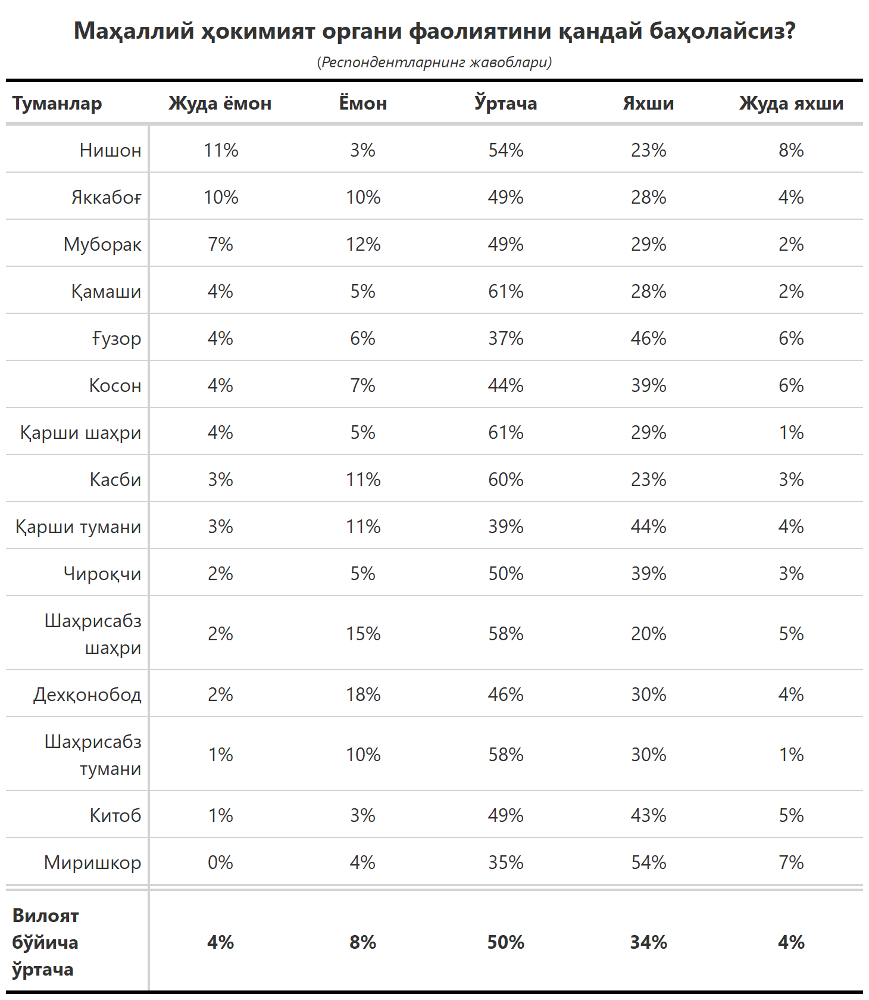 Маҳаллий ҳокимият органи фаолиятини қандай баҳолайсиз?
(Респондентларнинг жавоблари)
Туманлар Жуда ёмон Ёмон Ўртача Яхши Жуда яхши
Нишон 11% 3% 54% 23% 8%
Яккабоғ 10% 10% 49% 28% 4%
Муборак 7% 12% 49% 29% 2%
Қамаши 4% 5% 61% 28% 2%
Ғузор 4% 6% 37% 46% 6%
Косон 4% 7% 44% 39% 6%
Қарши шаҳри 4% 5% 61% 29% 1%
Касби 3% 11% 60% 23% 3%
Қарши тумани 3% 11% 39% 44% 4%
Чироқчи 2% 5% 50% 39% 3%
Шаҳрисабз
шаҳри 2% 15% 58% 20% 5%
Дехқонобод 2% 18% 46% 30% 4%
Шаҳрисабз
тумани 1% 10% 58% 30% 1%
Китоб 1% 3% 49% 43% 5%
Миришкор 0% 4% 35% 54% 7%
Вилоят
бўйича 4% 8% 50% 34% 4%
ўртача